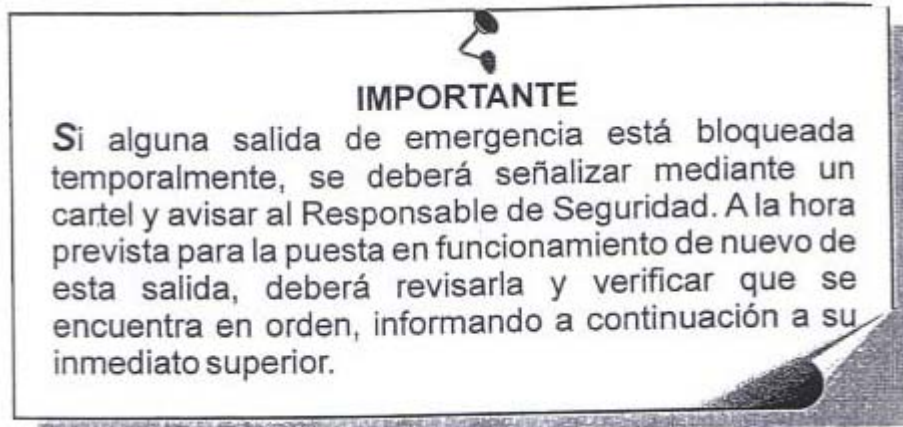 IMPORTANTE
Si alguna salida de emergencia está bloqueada
temporalmente, se deberá señalizar mediante un
cartel y avisar al Responsable de Seguridad. A la hora
prevista para la puesta en funcionamiento de nuevo de
esta salida, deberá revisarla y verificar que se
encuentra en orden, informando a continuación a su
inmediato superior.